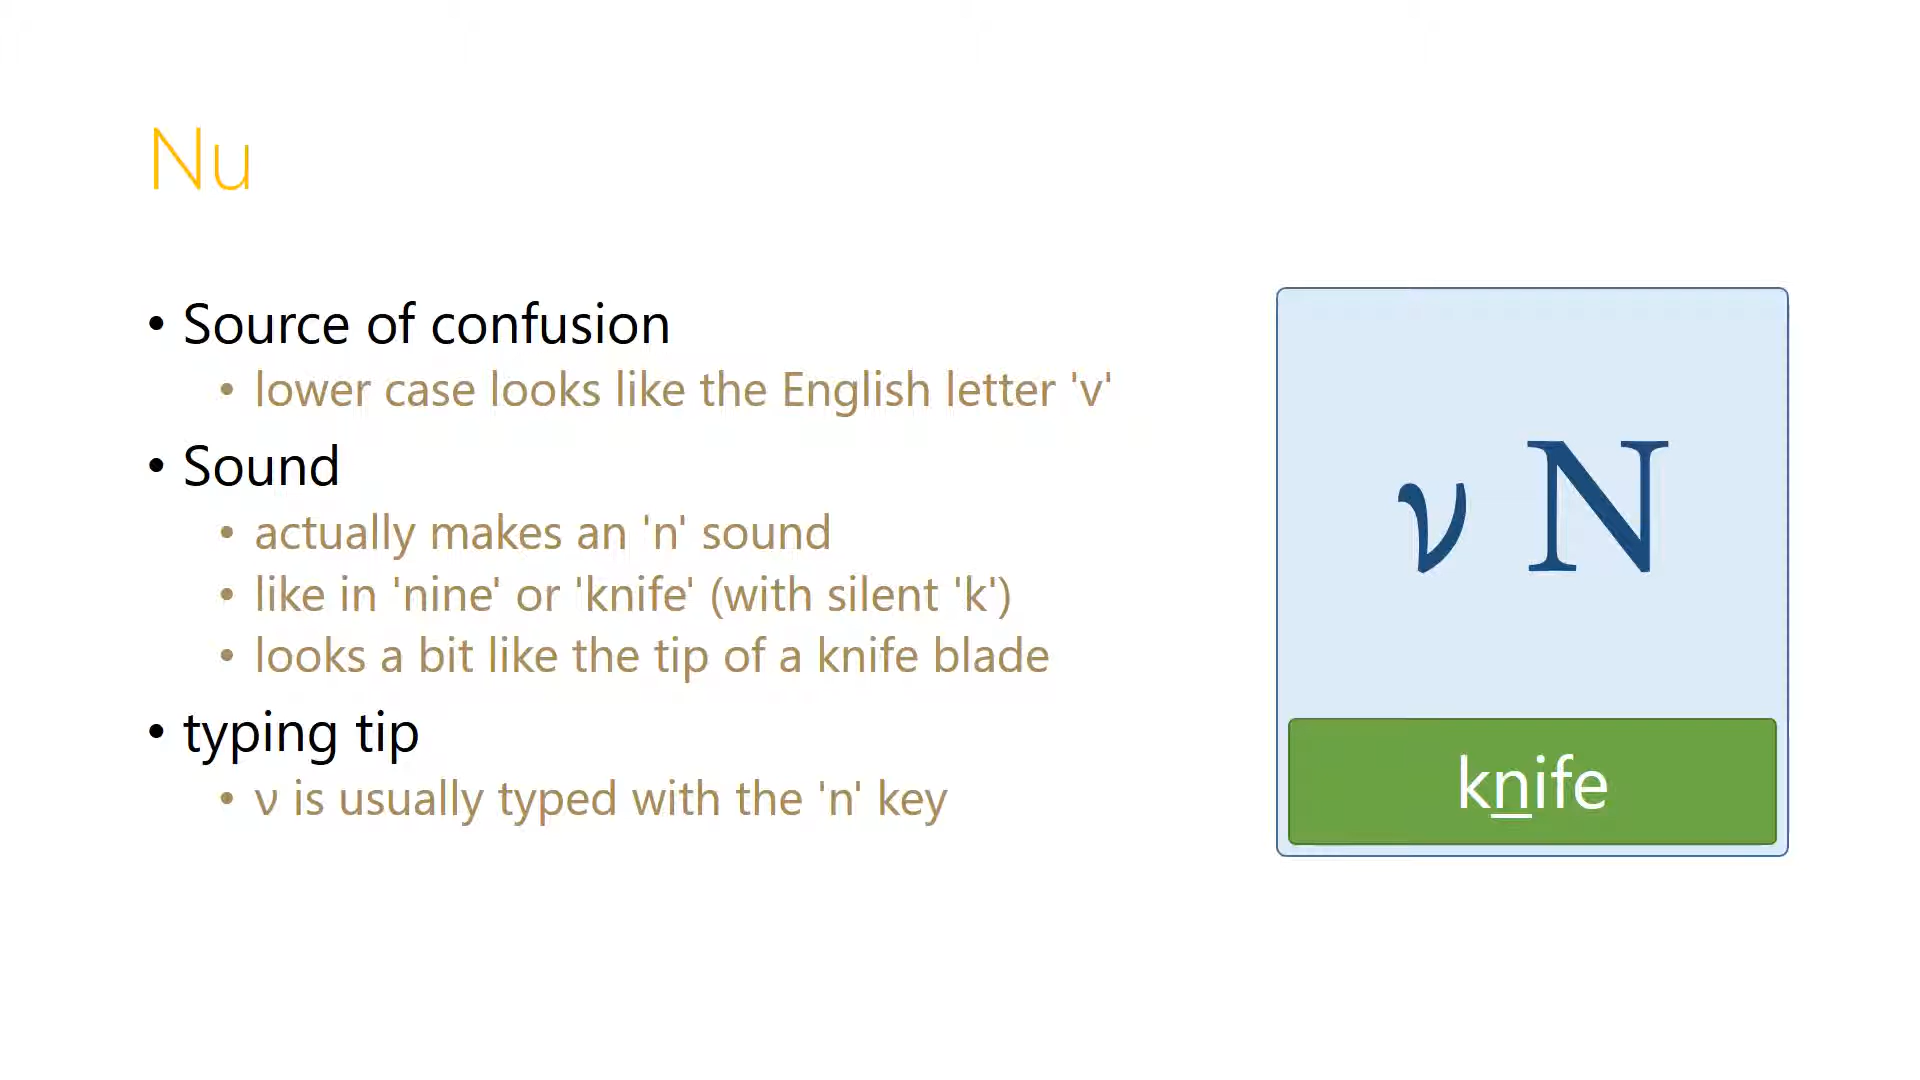 Nu
• Source of confusion
• lower case looks like the English letter 'v'
• Sound
• actually makes an 'n' sound
• like in 'nine' or 'knife' (with silent 'k')
• looks a bit like the tip of a knife blade
• typing tip
• ν is usually typed with the 'n' key
ν Ν
knife